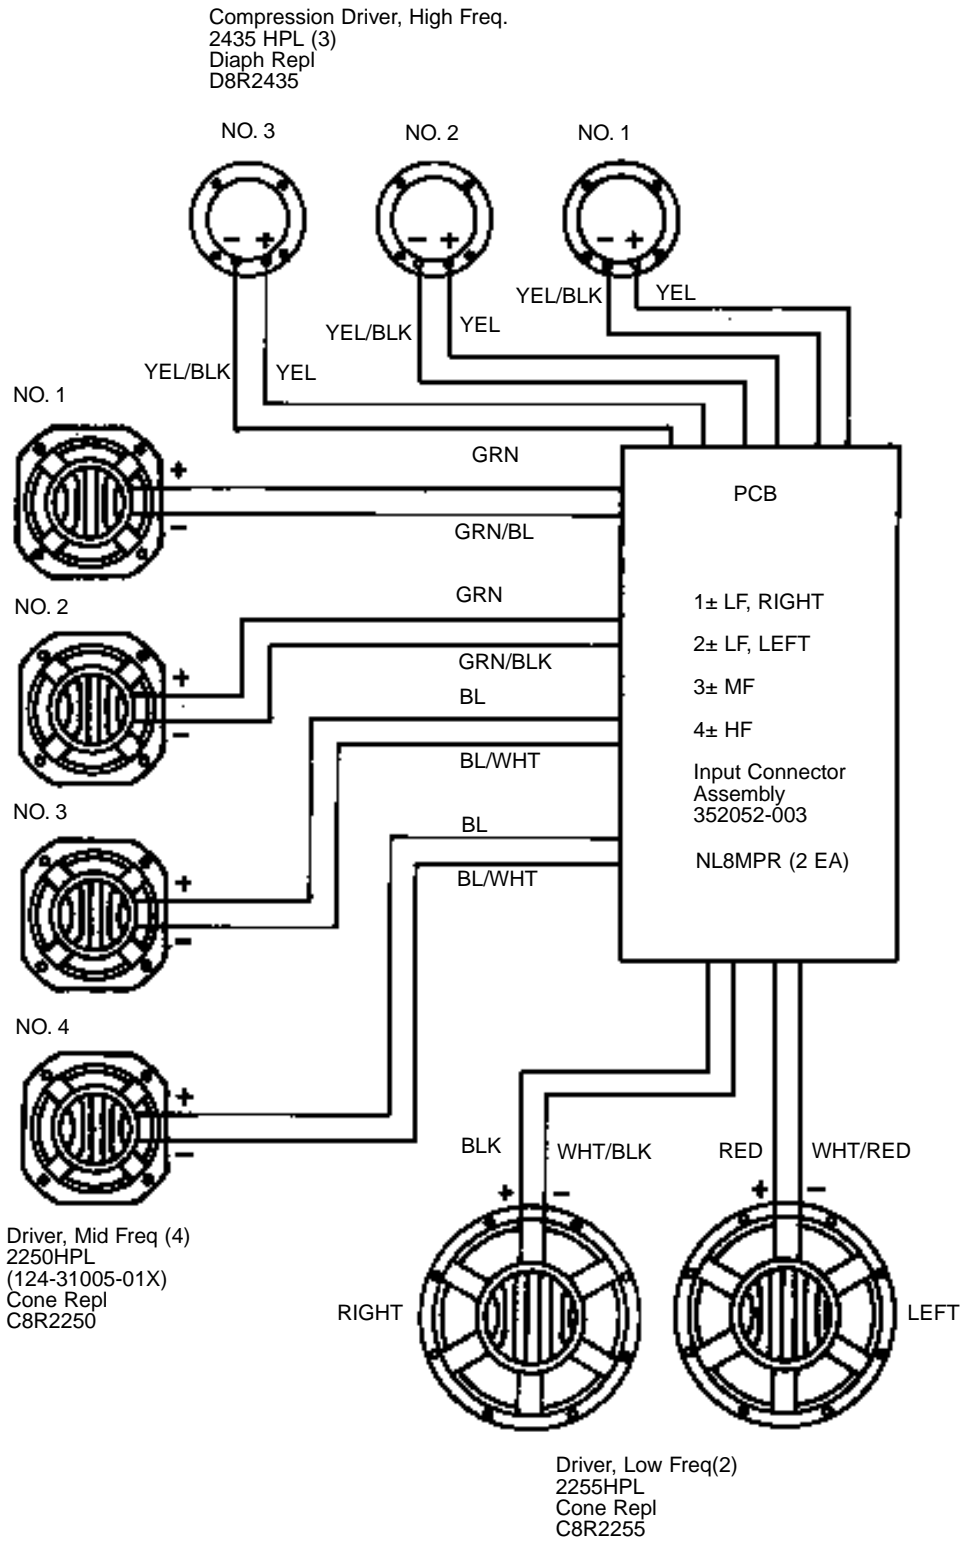 Compression Driver, High Freq.
2435 HPL (3)
Diaph Repl
D8R2435
NO. 3
NO. 2
NO. 1
- +
- +
- +
YEL/BLK
YEL
YEL/BLK
YEL
YEL/BLK
YEL
NO. 1
+
-
GRN
GRN/BL
PCB
NO. 2
+
-
GRN
GRN/BLK
1± LF, RIGHT
2± LF, LEFT
3± MF
4± HF
Input Connector
Assembly
352052-003
NL8MPR (2 EA)
BL
BL/WHT
NO. 3
+
-
BL
BL/WHT
NO. 4
+
-
BLK
WHT/BLK
RED
WHT/RED
+ -
+ -
Driver, Mid Freq (4)
2250HPL
(124-31005-01X)
Cone Repl
C8R2250
RIGHT
LEFT
Driver, Low Freq(2)
2255HPL
Cone Repl
C8R2255